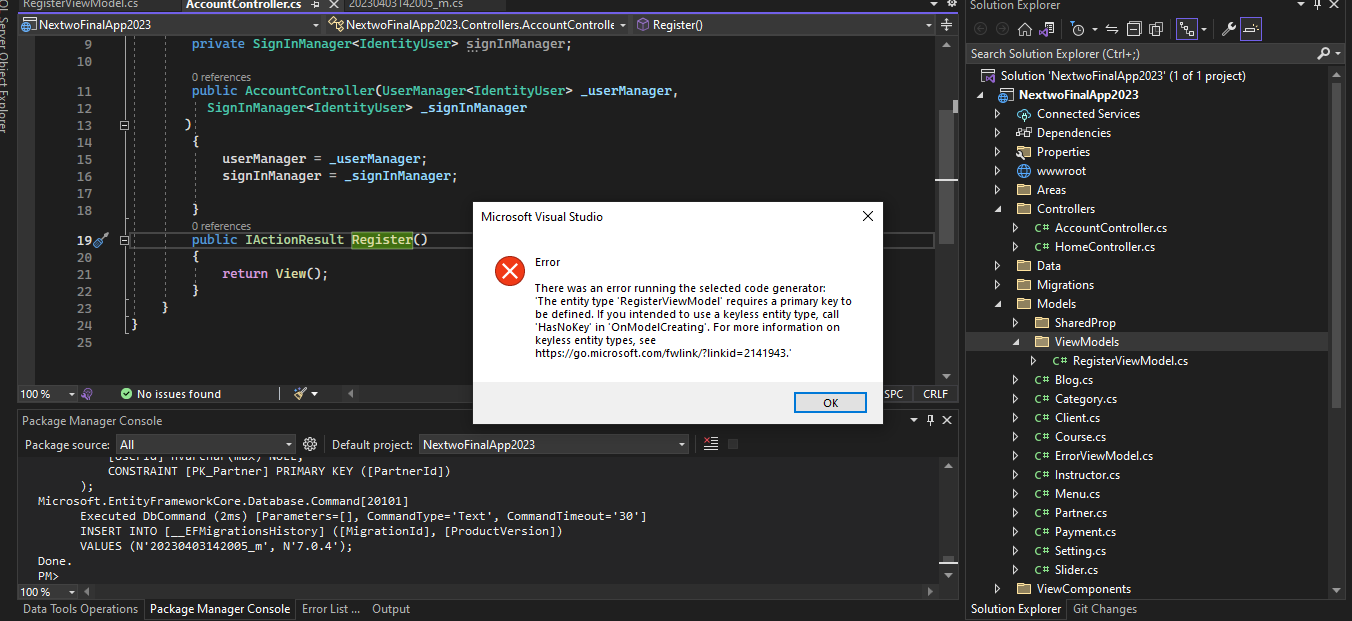 RegisterViewModel.cs
AccountController.cs
20230403142005_m.cs
QL Server Object Explorer
NextwoFinalApp2023
NextwoFinalApp2023.Controllers.AccountControlle
Register()
9 private SignInManager<IdentityUser> signInManager;
10
0 references
11 public AccountController(UserManager<IdentityUser> _userManager,
12 SignInManager<IdentityUser> _signInManager
13 )
14 {
15 userManager = _userManager;
16 signInManager = _signInManager;
17
18 }
0 references
19 public IActionResult Register()
20 {
21 return View();
22 }
23 }
24 }
25
100 %
No issues found
SPC
CRLF
Microsoft Visual Studio
Error
There was an error running the selected code generator:
'The entity type 'RegisterViewModel' requires a primary key to
be defined. If you intended to use a keyless entity type, call
'HasNoKey' in 'OnModelCreating'. For more information on
keyless entity types, see
https://go.microsoft.com/fwlink/?linkid=2141943.'
OK
Package Manager Console
Package source: All
Default project: NextwoFinalApp2023
[UserId] nvarchar(max) NULL,
CONSTRAINT [PK_Partner] PRIMARY KEY ([PartnerId])
);
Microsoft.EntityFrameworkCore.Database.Command[20101]
Executed DbCommand (2ms) [Parameters=[], CommandType='Text', CommandTimeout='30']
INSERT INTO [__EFMigrationsHistory] ([MigrationId], [ProductVersion])
VALUES (N'20230403142005_m', N'7.0.4');
Done.
PM>
100 %
Data Tools Operations
Package Manager Console
Error List ...
Output
Solution Explorer
Search Solution Explorer (Ctrl+;)
Solution 'NextwoFinalApp2023' (1 of 1 project)
NextwoFinalApp2023
Connected Services
Dependencies
Properties
wwwroot
Areas
Controllers
C# AccountController.cs
C# HomeController.cs
Data
Migrations
Models
SharedProp
ViewModels
C# RegisterViewModel.cs
C# Blog.cs
C# Category.cs
C# Client.cs
C# Course.cs
C# ErrorViewModel.cs
C# Instructor.cs
C# Menu.cs
C# Partner.cs
C# Payment.cs
C# Setting.cs
C# Slider.cs
ViewComponents
Solution Explorer
Git Changes